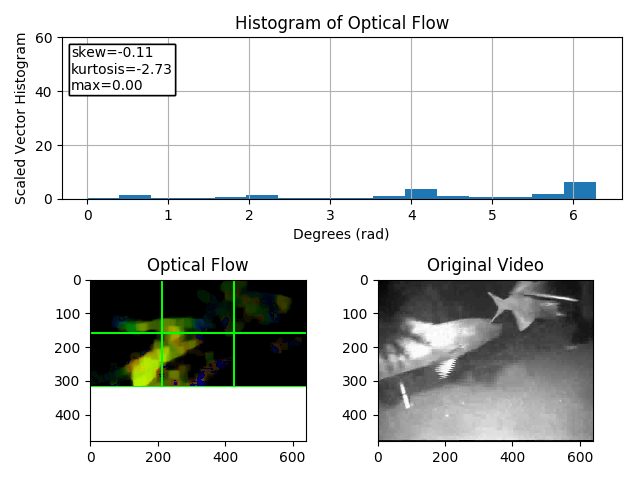 Histogram of Optical Flow
Scaled Vector Histogram
60
40
20
0
skew=-0.11
kurtosis=-2.73
max=0.00
0 1 2 3 4 5 6
Degrees (rad)
Optical Flow
0
100
200
300
400
0 200 400 600
Original Video
0
100
200
300
400
0 200 400 600